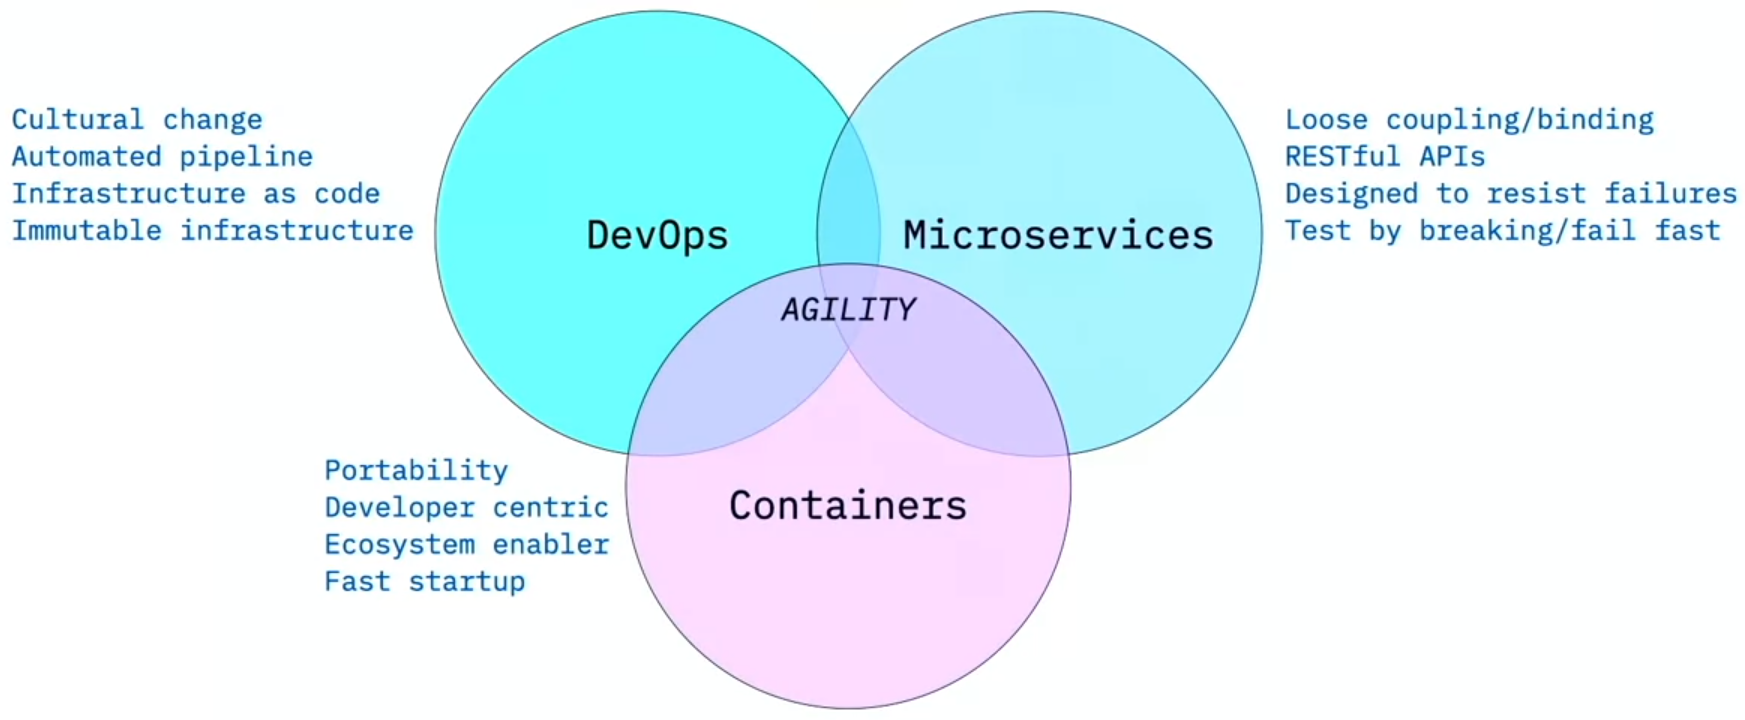 Cultural change
Automated pipeline
Infrastructure as code
Immutable infrastructure
DevOps
Microservices
Loose coupling/binding
RESTful APIs
Designed to resist failures
Test by breaking/fail fast
AGILITY
Portability
Developer centric
Ecosystem enabler
Fast startup
Containers